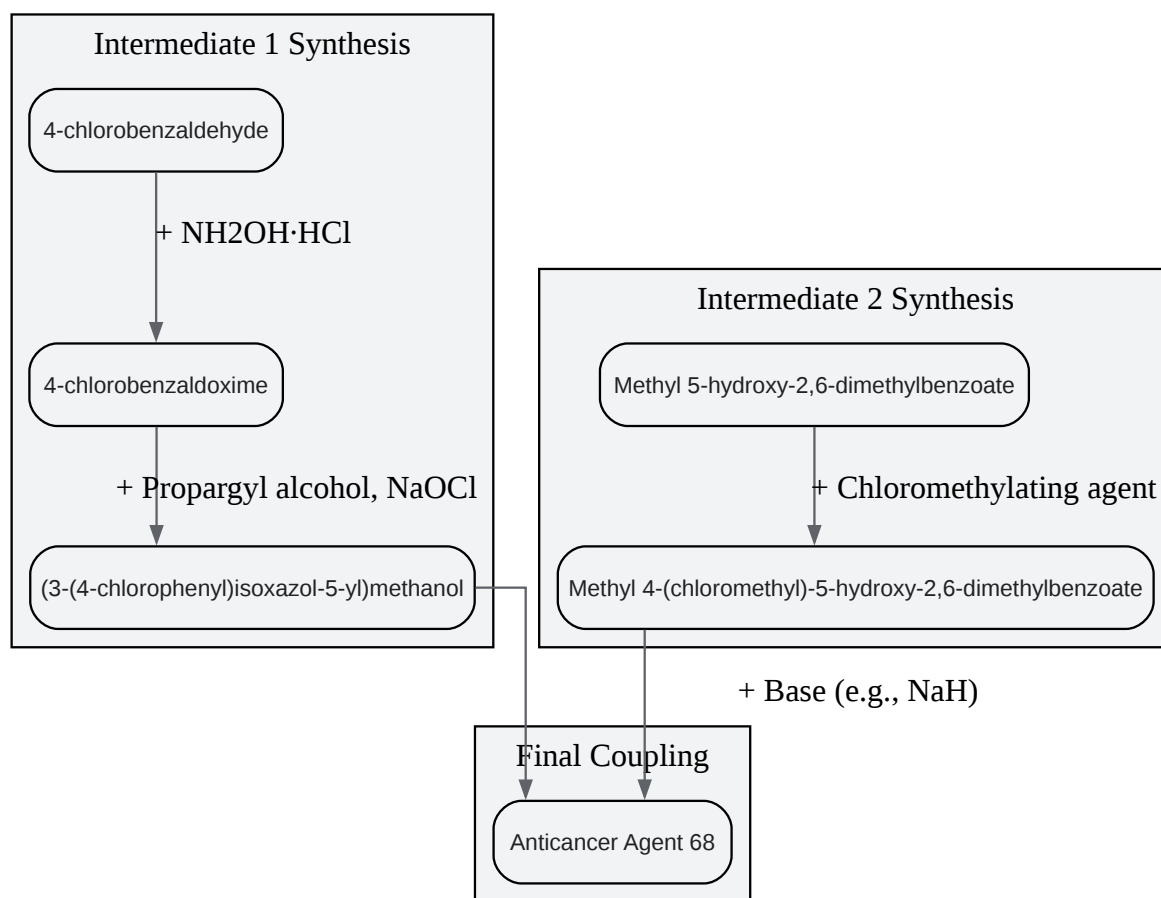 Intermediate 1 Synthesis
4-chlorobenzaldehyde
+ NH2OH·HCl
4-chlorobenzaldoxime
+ Propargyl alcohol, NaOCl
(3-(4-chlorophenyl)isoxazol-5-yl)methanol
Intermediate 2 Synthesis
Methyl 5-hydroxy-2,6-dimethylbenzoate
+ Chloromethylating agent
Methyl 4-(chloromethyl)-5-hydroxy-2,6-dimethylbenzoate
+ Base (e.g., NaH)
Final Coupling
Anticancer Agent 68